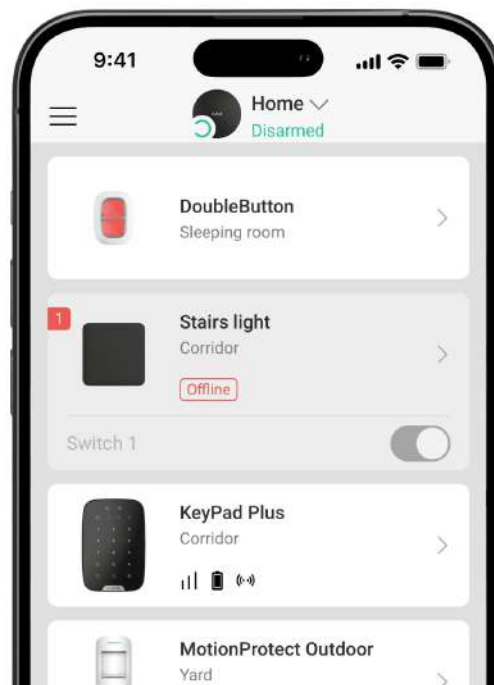 9:41
Home
Disarmed
DoubleButton
Sleeping room
1
Stairs light
Corridor
Offline
Switch 1
KeyPad Plus
Corridor
MotionProtect Outdoor
Yard